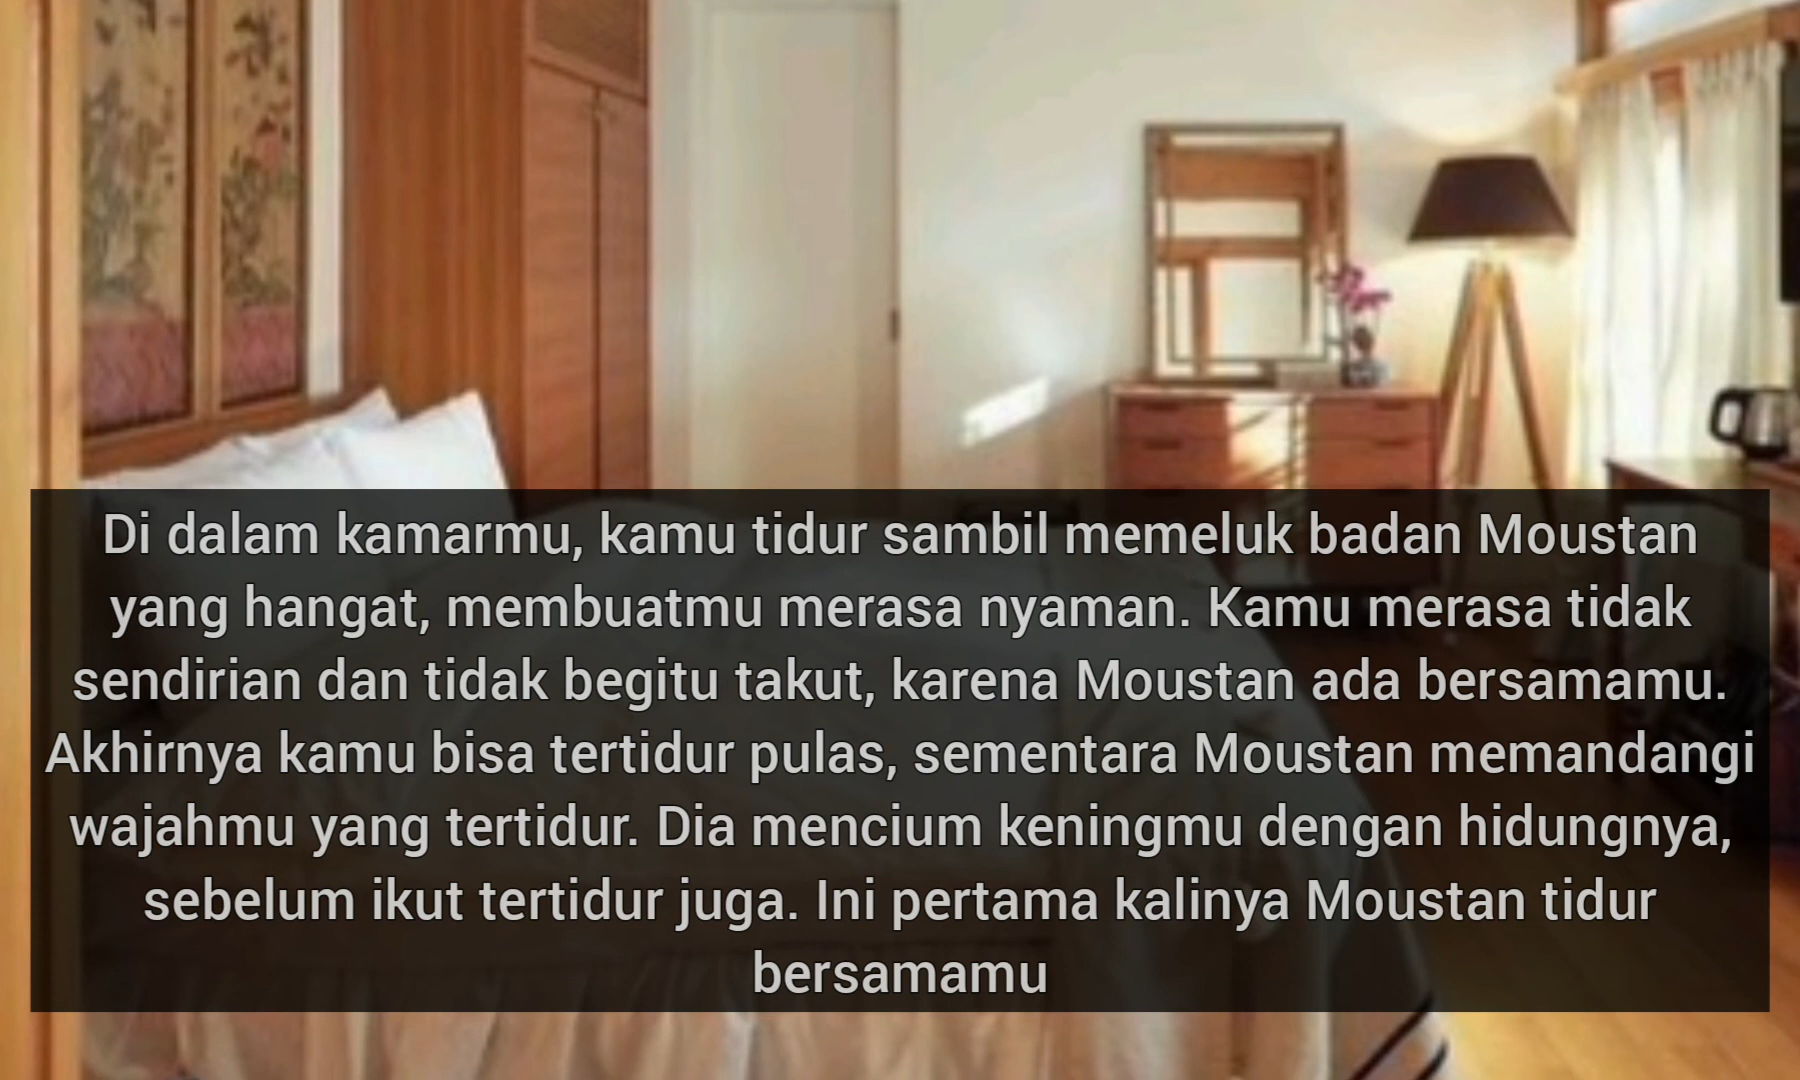 Di dalam kamarmu, kamu tidur sambil memeluk badan Moustan
yang hangat, membuatmu merasa nyaman. Kamu merasa tidak
sendirian dan tidak begitu takut, karena Moustan ada bersamamu.
Akhirnya kamu bisa tertidur pulas, sementara Moustan memandangi
wajahmu yang tertidur. Dia mencium keningmu dengan hidungnya,
sebelum ikut tertidur juga. Ini pertama kalinya Moustan tidur
bersamamu